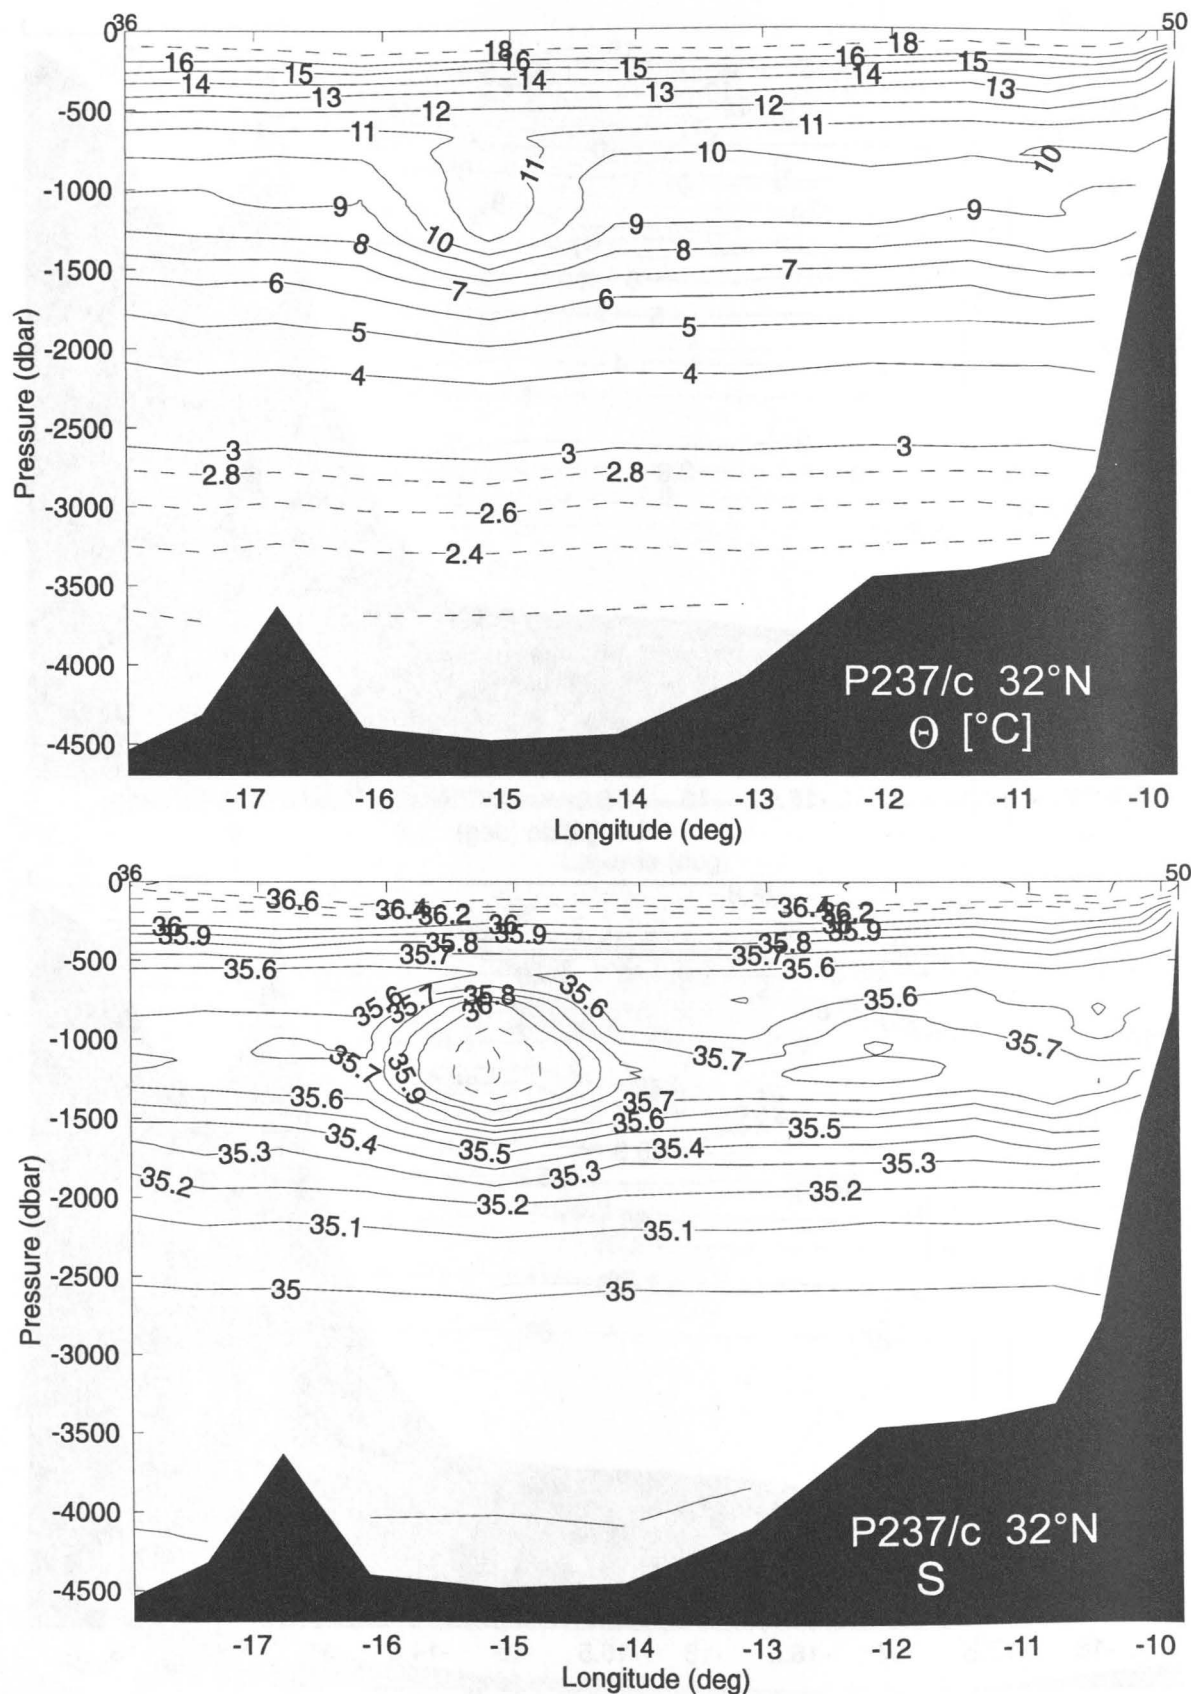 36 50
0
18 18
16 15 16 15 16 15
14 13 14 13 14 13
-500
12 12
11 11
10 10
11
-1000
9 9 9
10
8 8
-1500
7 7
6 6
5 5
-2000
4 4
-2500
3 3 3
2.8 2.8
-3000
2.6
2.4
-3500
-4000
-4500
Pressure (dbar)
P237/c 32°N
Θ [°C]
-17 -16 -15 -14 -13 -12 -11 -10
Longitude (deg)
36 50
0
36.6 36.4 36.2 36.4 36.2
36 36 36
35.9 35.8 35.9 35.8 35.9
35.7 35.7
-500
35.6 35.6
35.6 35.7 35.8 35.6 35.6
36
-1000
35.7 35.7 35.7
35.9
35.6 35.7
-1500
35.6 35.5
35.4 35.5 35.4
35.3 35.3 35.3
-2000
35.2 35.2 35.2
35.1 35.1
-2500
35 35
-3000
-3500
-4000
-4500
Pressure (dbar)
P237/c 32°N
S
-17 -16 -15 -14 -13 -12 -11 -10
Longitude (deg)